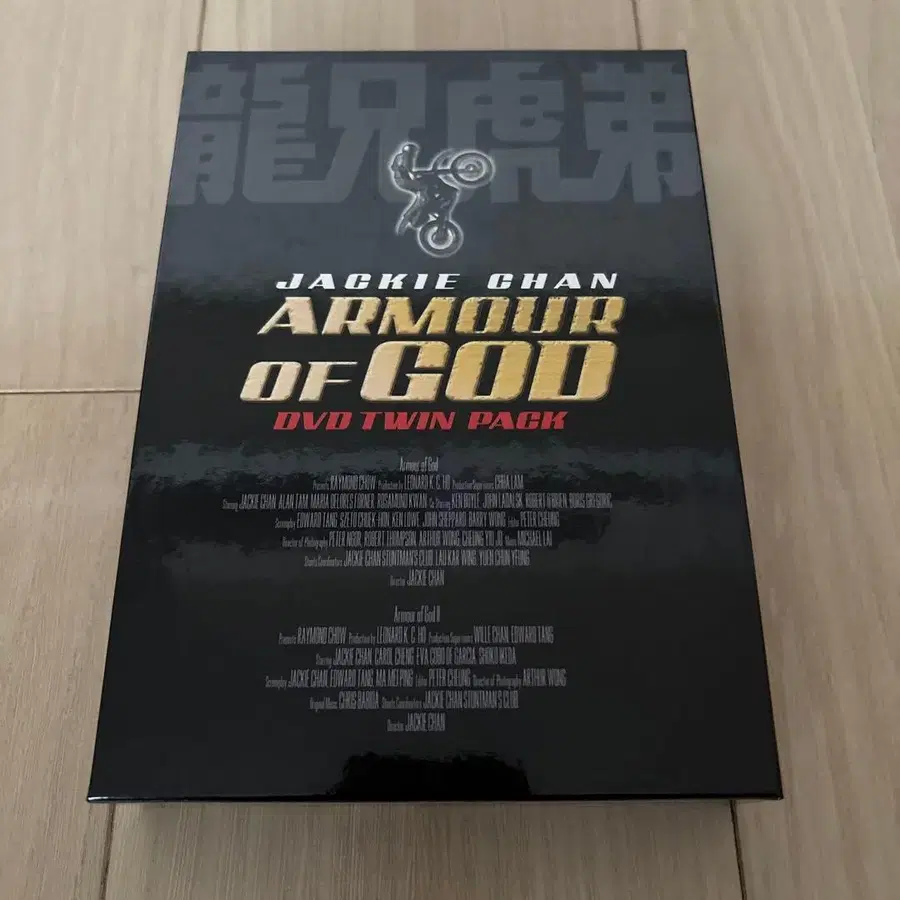 龍兄虎弟
JACKIE CHAN
ARMOUR
OF GOD
DVD TWIN PACK
Armour of God
Presents RAYMOND CHOW Production by LEONARD K. C. HO Production Supervisor CHRIA LAM
Starring JACKIE CHAN ALAN TAM MARIA DELORES FORNER ROSAMUND KWAN Co Starring KEN BOYLE JOHN LADALSK ROBERT O'BRIEN BORIS GREGORIC
Screenplay EDWARD TANG SZETO CHUEK-HON KEN LOWE JOHN SHEPPARD BARRY WONG Editor PETER CHEUNG
Director of Photography PETER NGOR ROBERT THOMPSON ARTHUR WONG CHEUNG YIU JO Music MICHAEL LAI
Stunts Coordinators JACKIE CHAN STUNTMAN'S CLUB LAU KAR WING YUEN CHUN YEUNG
Director JACKIE CHAN
Armour of God II
Presents RAYMOND CHOW Production by LEONARD K. C. HO Production Supervisors WILLIE CHAN EDWARD TANG
Starring JACKIE CHAN CAROL CHENG EVA COBO DE GARCIA SHOKO IKEDA
Screenplay JACKIE CHAN EDWARD TANG MA MEI PING Editor PETER CHEUNG Director of Photography ARTHUR WONG
Original Music CHRIS BABIDA Stunts Coordinators JACKIE CHAN STUNTMAN'S CLUB
Director JACKIE CHAN